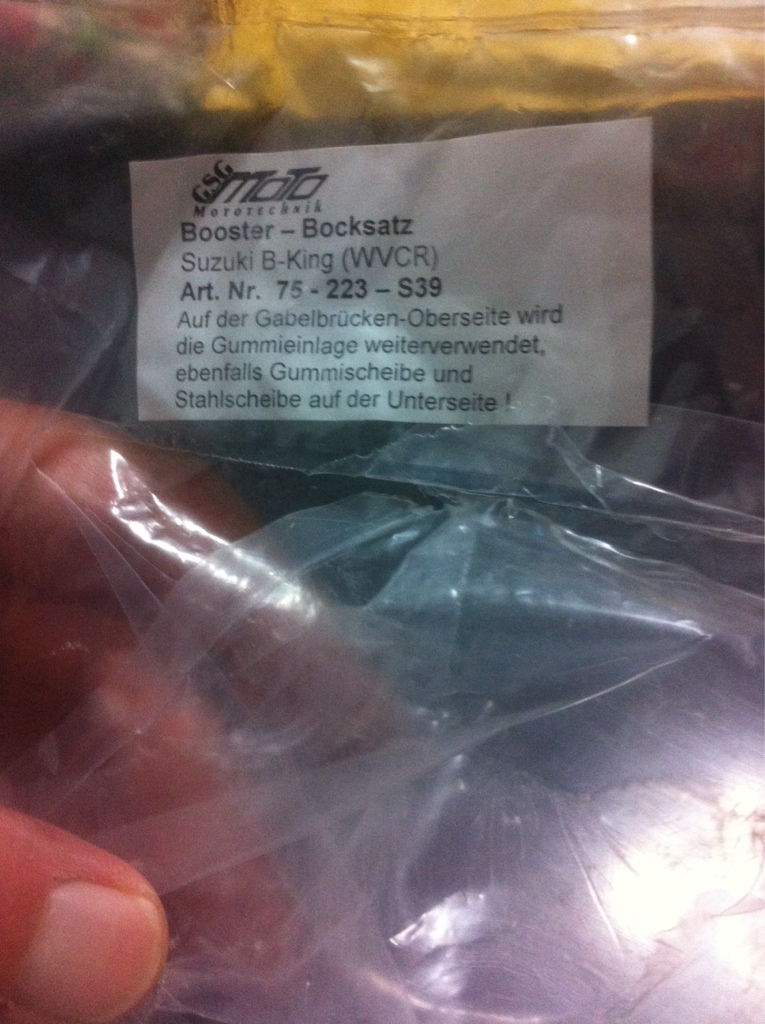 GSG MOTO
Mototechnik
Booster – Bocksatz
Suzuki B-King (WVCR)
Art. Nr. 75 - 223 – S39
Auf der Gabelbrücken-Oberseite wird
die Gummieinlage weiterverwendet,
ebenfalls Gummischeibe und
Stahlscheibe auf der Unterseite !